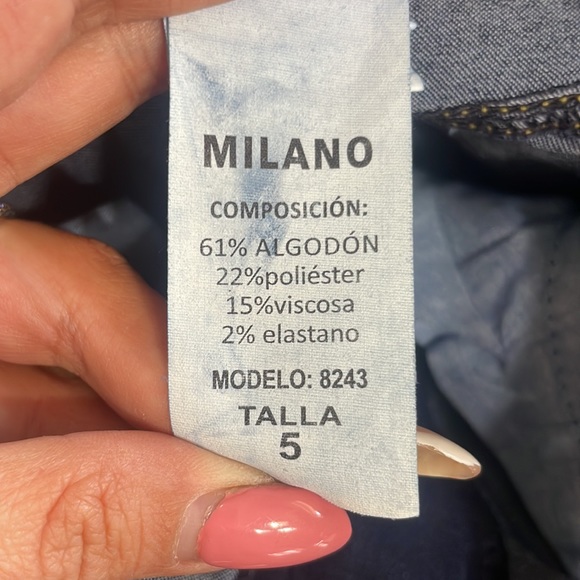 MILANO
COMPOSICIÓN:
61% ALGODÓN
22%poliéster
15%viscosa
2% elastano
MODELO: 8243
TALLA
5